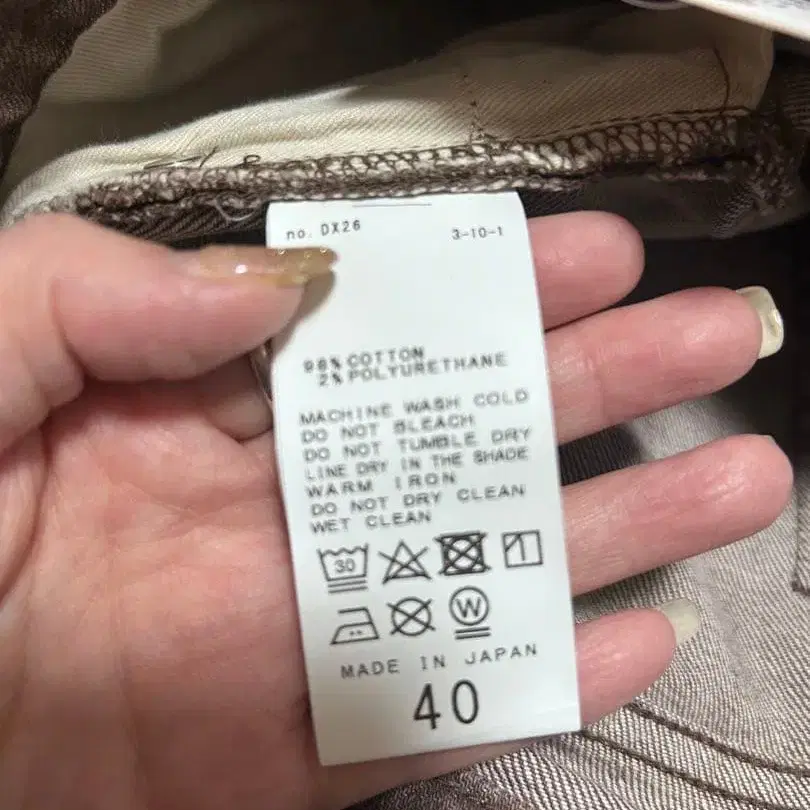 no. DX26
3-10-1
98% COTTON
2% POLYURETHANE
MACHINE WASH COLD
DO NOT BLEACH
DO NOT TUMBLE DRY
LINE DRY IN THE SHADE
WARM IRON
DO NOT DRY CLEAN
WET CLEAN
30
W
MADE IN JAPAN
40